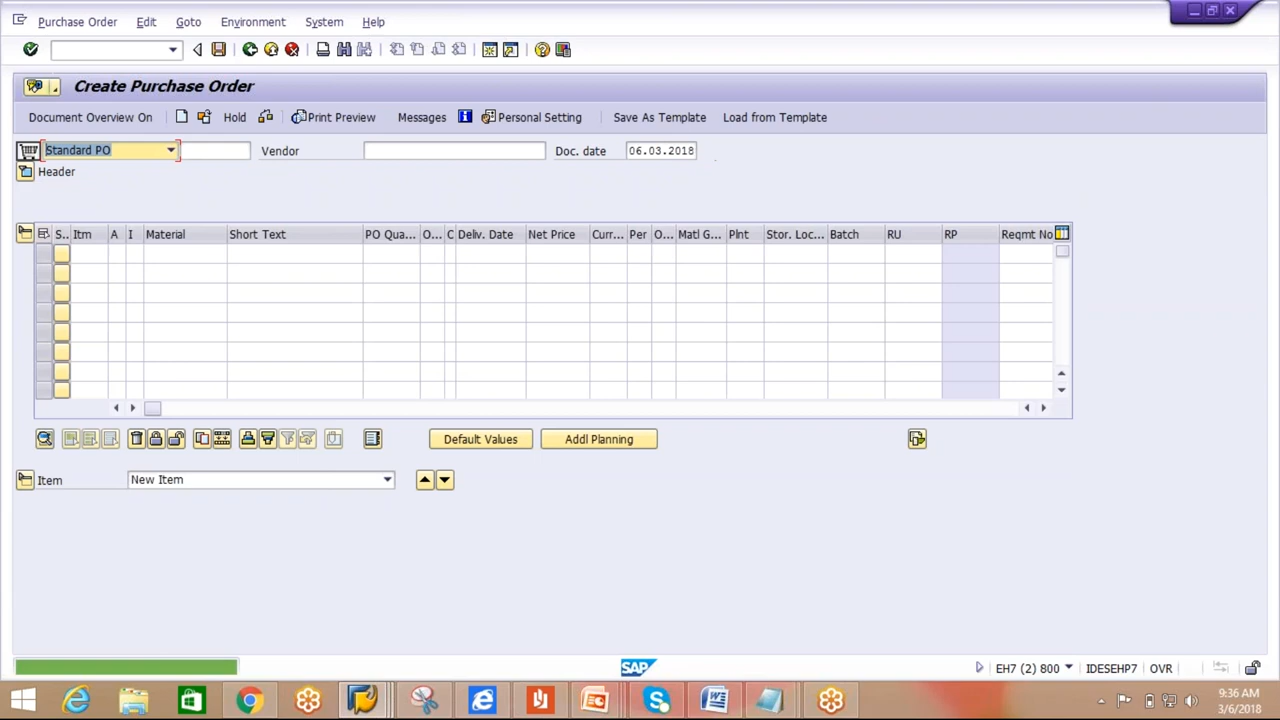 Purchase Order Edit Goto Environment System Help
Create Purchase Order
Document Overview On Hold Print Preview Messages Personal Setting Save As Template Load from Template
Standard PO Vendor Doc. date 06.03.2018
Header
S.. Itm A I Material Short Text PO Qua... O... C Deliv. Date Net Price Curr... Per O... Matl G... Plnt Stor. Loc... Batch RU RP Reqmt No
Default Values Addl Planning
Item New Item
SAP EH7 (2) 800 IDESEHP7 OVR
9:36 AM
3/6/2018